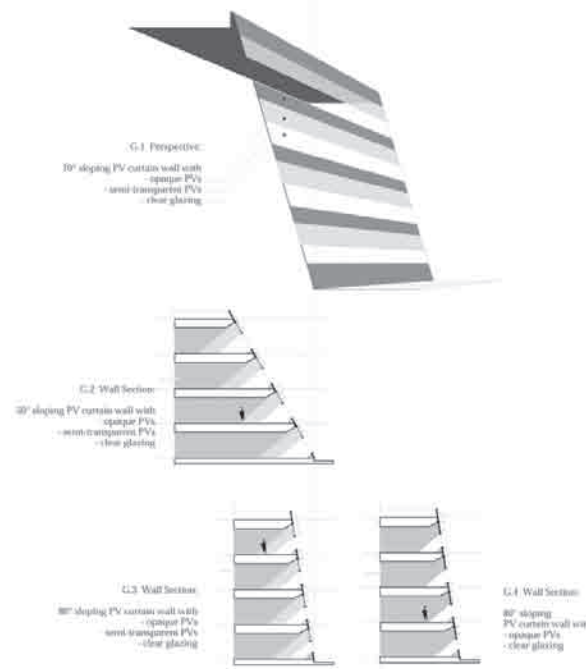 G.1 Perspective:
70° sloping PV curtain wall with
- opaque PVs
- semi-transparent PVs
- clear glazing
G.2 Wall Section:
sloping PV curtain wall with
opaque PVs
- semi-transparent PVs
- clear glazing
G.3 Wall Section:
80° sloping PV curtain wall with
- opaque PVs
semi-transparent PVs
- clear glazing
G.4 Wall Section:
80° sloping
PV curtain wall wit
- opaque PVs
- clear glazing